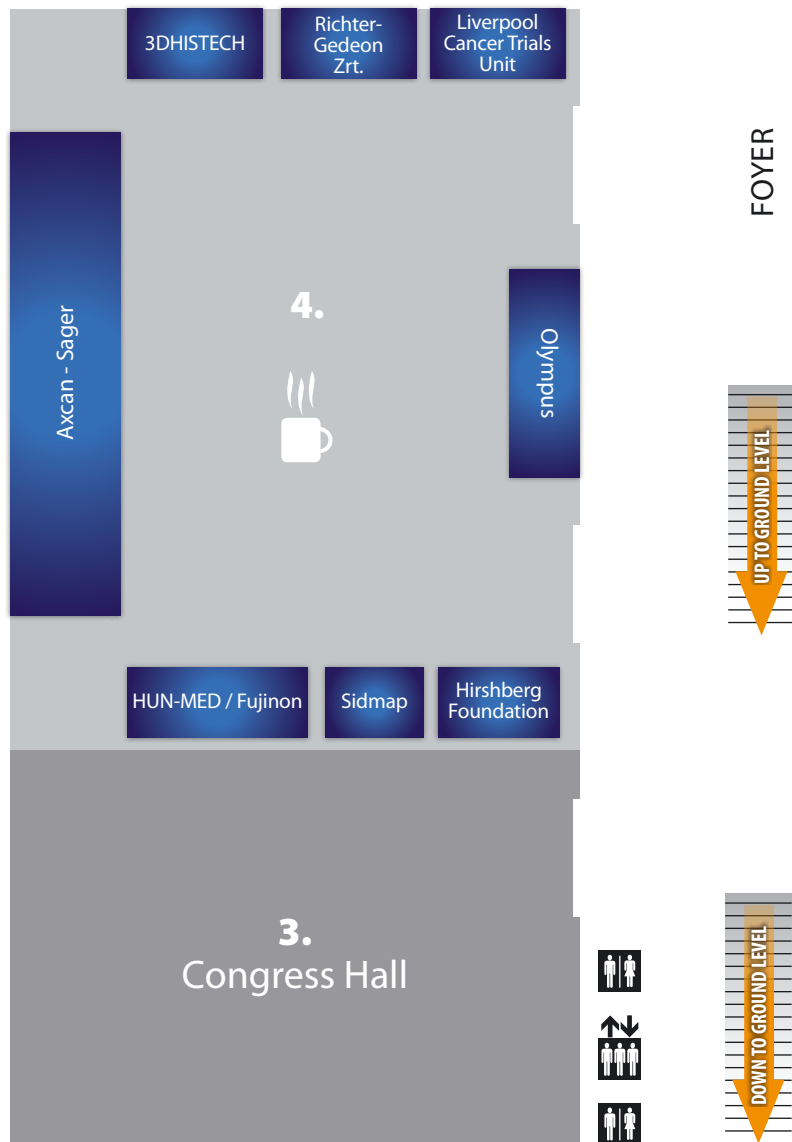 3DHISTECH
Richter-
Gedeon
Zrt.
Liverpool
Cancer Trials
Unit
FOYER
Axcan - Sager
4.
Olympus
UP TO GROUND LEVEL
HUN-MED / Fujinon
Sidmap
Hirshberg
Foundation
3.
Congress Hall
DOWN TO GROUND LEVEL